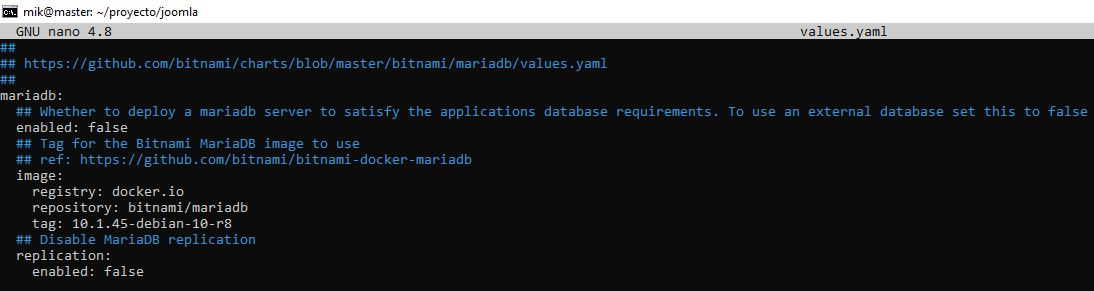 mik@master: ~/proyecto/joomla
GNU nano 4.8 values.yaml
##
## https://github.com/bitnami/charts/blob/master/bitnami/mariadb/values.yaml
##
mariadb:
  ## Whether to deploy a mariadb server to satisfy the applications database requirements. To use an external database set this to false
  enabled: false
  ## Tag for the Bitnami MariaDB image to use
  ## ref: https://github.com/bitnami/bitnami-docker-mariadb
  image:
    registry: docker.io
    repository: bitnami/mariadb
    tag: 10.1.45-debian-10-r8
  ## Disable MariaDB replication
  replication:
    enabled: false